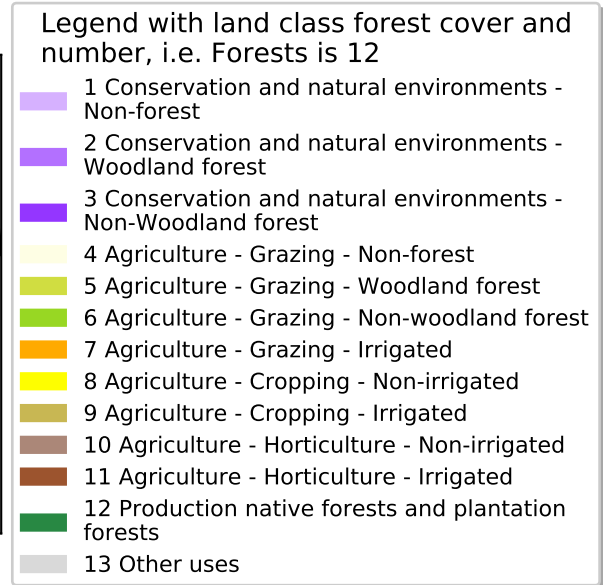 Legend with land class forest cover and
number, i.e. Forests is 12
1 Conservation and natural environments -
Non-forest
2 Conservation and natural environments -
Woodland forest
3 Conservation and natural environments -
Non-Woodland forest
4 Agriculture - Grazing - Non-forest
5 Agriculture - Grazing - Woodland forest
6 Agriculture - Grazing - Non-woodland forest
7 Agriculture - Grazing - Irrigated
8 Agriculture - Cropping - Non-irrigated
9 Agriculture - Cropping - Irrigated
10 Agriculture - Horticulture - Non-irrigated
11 Agriculture - Horticulture - Irrigated
12 Production native forests and plantation
forests
13 Other uses